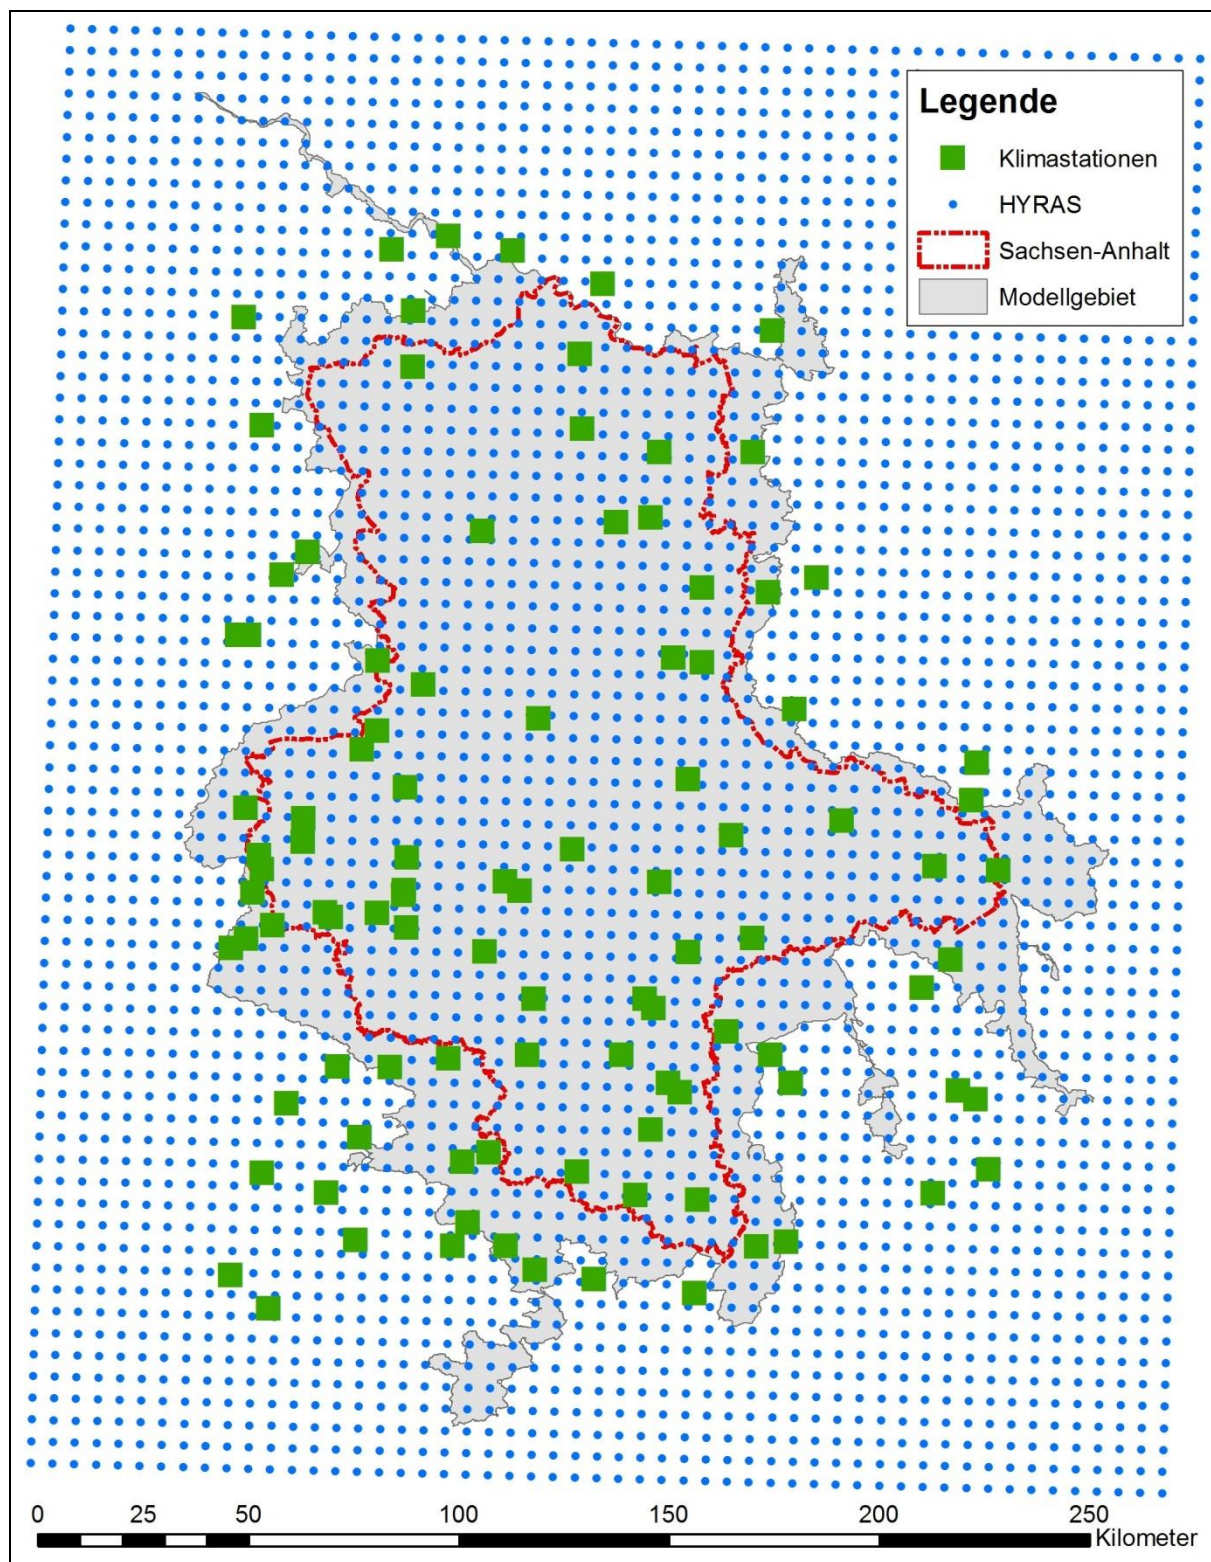 Legende
Klimastationen
HYRAS
Sachsen-Anhalt
Modellgebiet
0 25 50 100 150 200 250
Kilometer